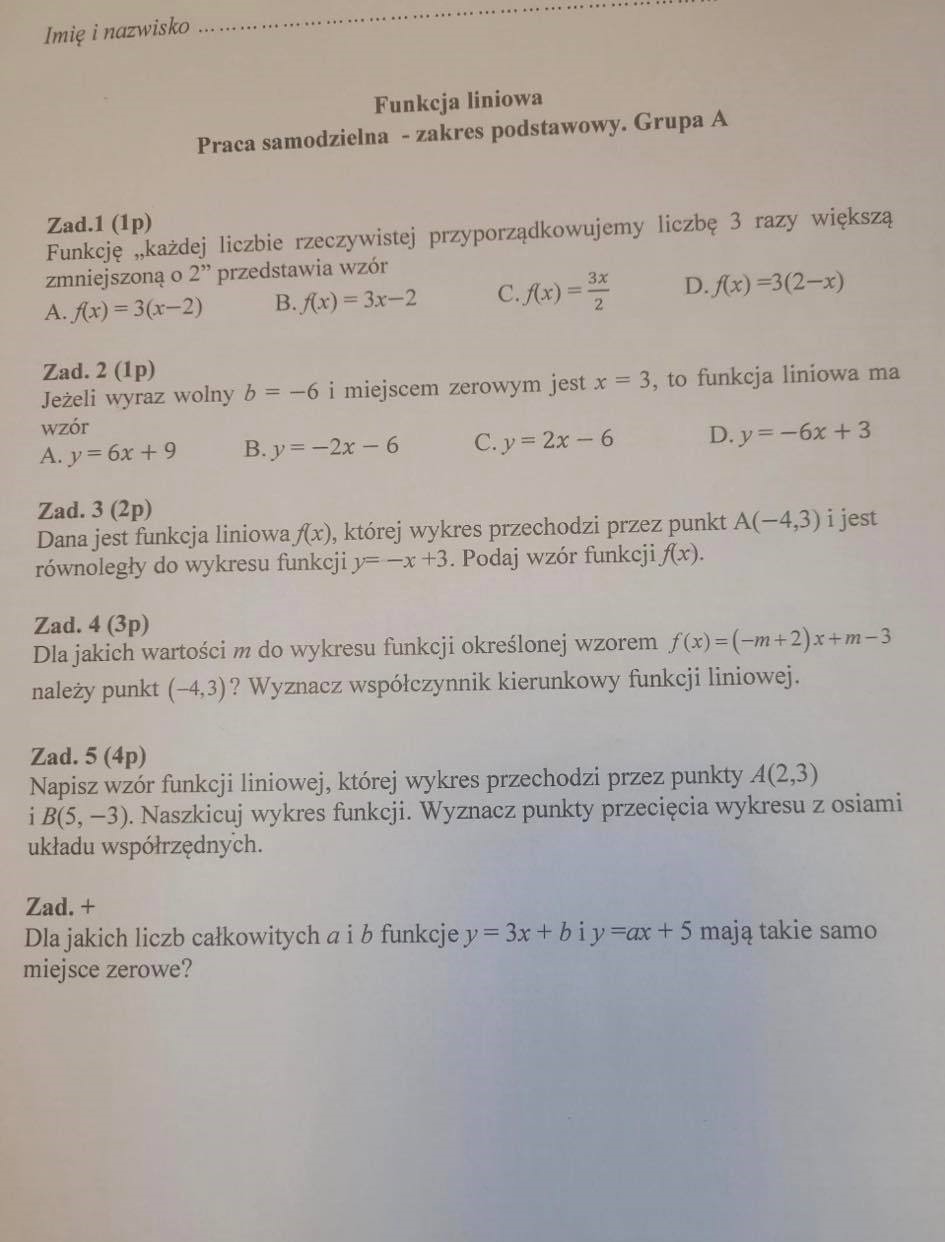 Imię i nazwisko ........................................................
Funkcja liniowa
Praca samodzielna - zakres podstawowy. Grupa A
Zad.1 (1p)
Funkcję „każdej liczbie rzeczywistej przyporządkowujemy liczbę 3 razy większą
zmniejszoną o 2” przedstawia wzór
A. f(x) = 3(x−2) B. f(x) = 3x−2 C. f(x) = 3x/2 D. f(x) =3(2−x)
Zad. 2 (1p)
Jeżeli wyraz wolny b = −6 i miejscem zerowym jest x = 3, to funkcja liniowa ma
wzór
A. y = 6x + 9 B. y = −2x − 6 C. y = 2x − 6 D. y = −6x + 3
Zad. 3 (2p)
Dana jest funkcja liniowa f(x), której wykres przechodzi przez punkt A(−4,3) i jest
równoległy do wykresu funkcji y= −x +3. Podaj wzór funkcji f(x).
Zad. 4 (3p)
Dla jakich wartości m do wykresu funkcji określonej wzorem f(x)=(−m+2)x+m−3
należy punkt (−4,3)? Wyznacz współczynnik kierunkowy funkcji liniowej.
Zad. 5 (4p)
Napisz wzór funkcji liniowej, której wykres przechodzi przez punkty A(2,3)
i B(5, −3). Naszkicuj wykres funkcji. Wyznacz punkty przecięcia wykresu z osiami
układu współrzędnych.
Zad. +
Dla jakich liczb całkowitych a i b funkcje y = 3x + b i y =ax + 5 mają takie samo
miejsce zerowe?